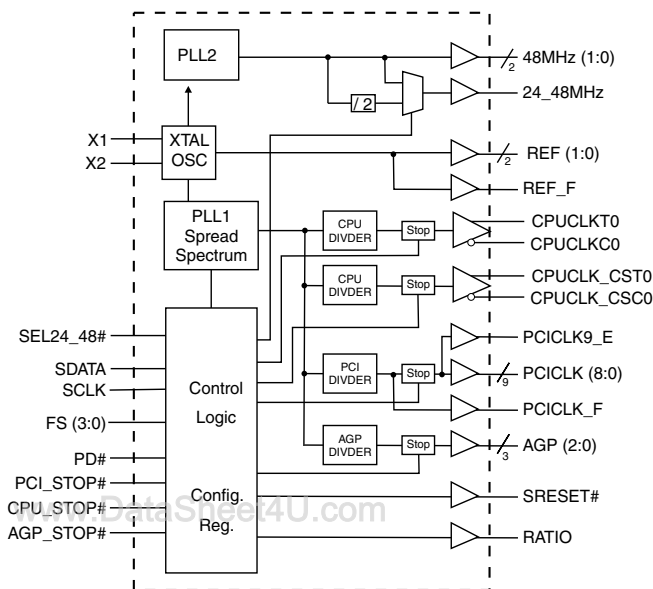 PLL2
48MHz (1:0)
2
/ 2
24_48MHz
X1
X2
XTAL
OSC
REF (1:0)
2
REF_F
PLL1
Spread
Spectrum
CPU
DIVDER
Stop
CPUCLKT0
CPUCLKC0
CPU
DIVDER
Stop
CPUCLK_CST0
CPUCLK_CSC0
SEL24_48#
SDATA
SCLK
FS (3:0)
PD#
PCI_STOP#
CPU_STOP#
AGP_STOP#
Control
Logic
Config.
Reg.
PCI
DIVDER
Stop
PCICLK9_E
PCICLK (8:0)
9
PCICLK_F
AGP
DIVDER
Stop
AGP (2:0)
3
SRESET#
RATIO
www.DataSheet4U.com